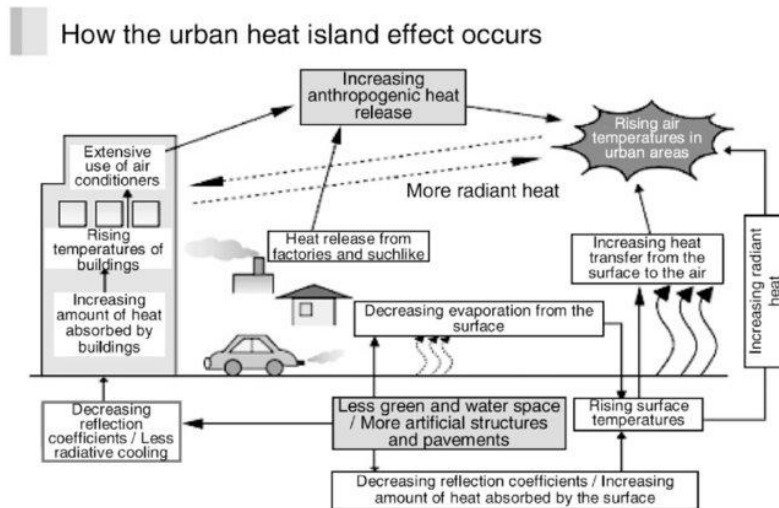 How the urban heat island effect occurs
Increasing
anthropogenic heat
release
Rising air
temperatures in
urban areas
Extensive
use of air
conditioners
More radiant heat
Rising
temperatures of
buildings
Heat release from
factories and suchlike
Increasing heat
transfer from the
surface to the air
Increasing radiant
heat
Increasing
amount of heat
absorbed by
buildings
Decreasing evaporation from the
surface
Decreasing
reflection
coefficients / Less
radiative cooling
Less green and water space
/ More artificial structures
and pavements
Rising surface
temperatures
Decreasing reflection coefficients / Increasing
amount of heat absorbed by the surface